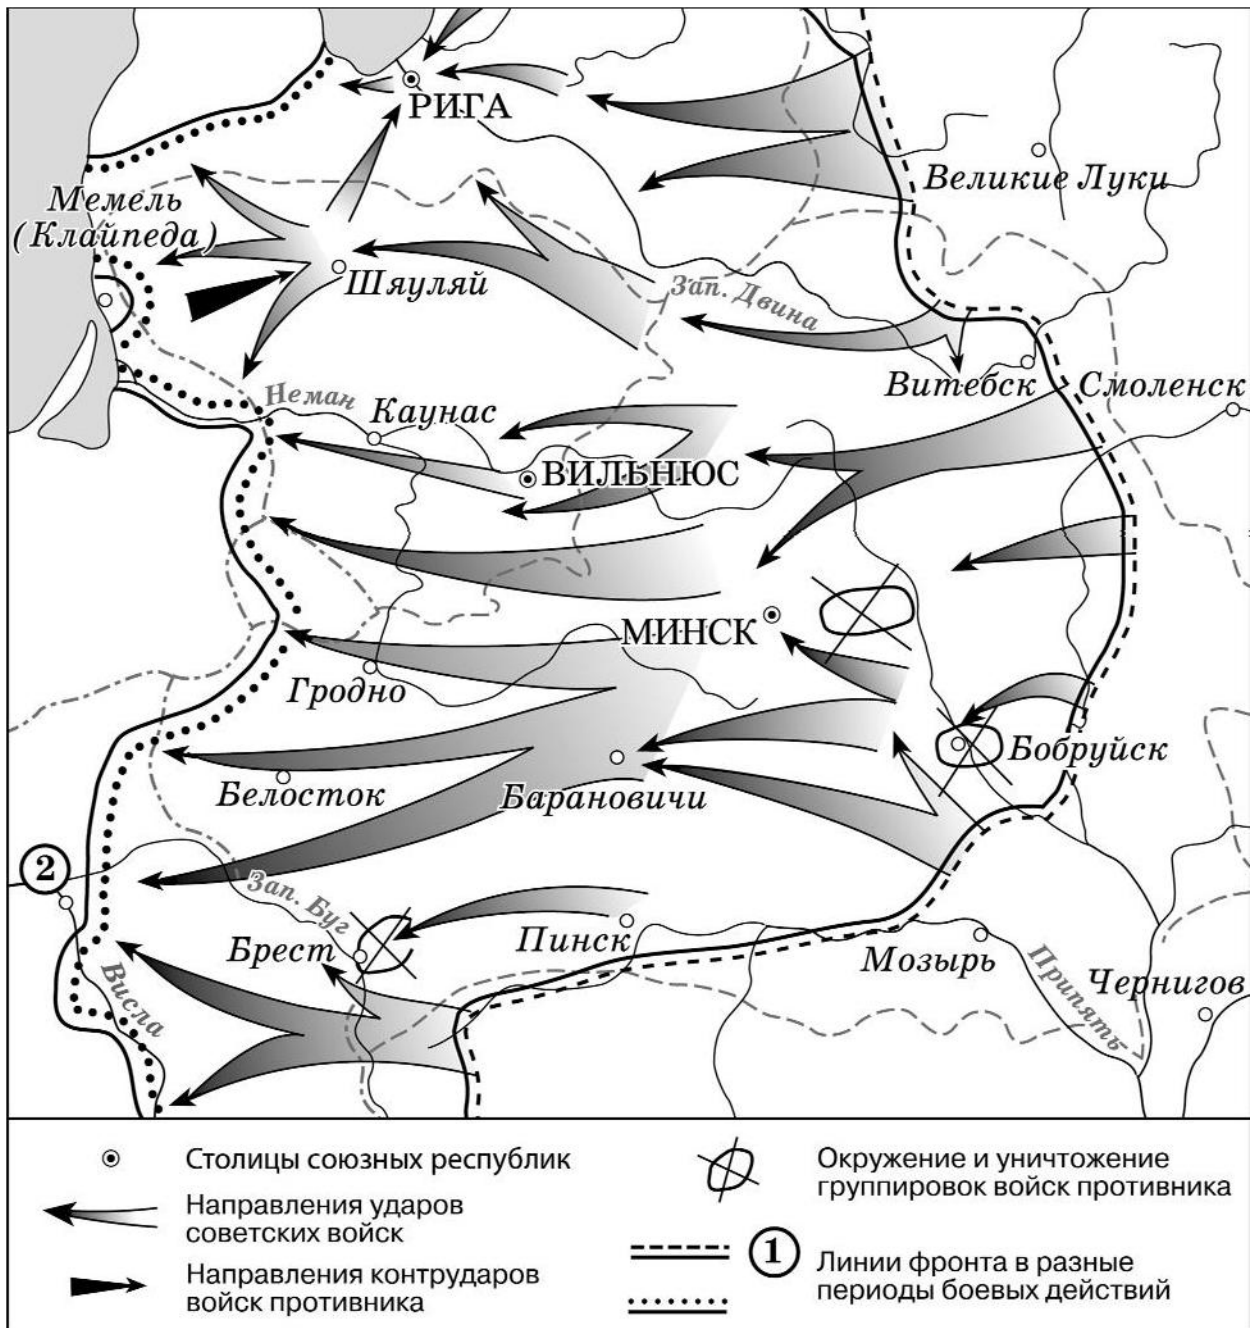 РИГА
Великие Луки
Мемель
(Клайпеда)
Шяуляй
Зап. Двина
Витебск
Смоленск
Неман
Каунас
ВИЛЬНЮС
МИНСК
Гродно
Бобруйск
Белосток
Барановичи
2
Зап. Буг
Брест
Пинск
Мозырь
Висла
Припять
Чернигов
Столицы союзных республик
Направления ударов
советских войск
Направления контрударов
войск противника
Окружение и уничтожение
группировок войск противника
1
Линии фронта в разные
периоды боевых действий